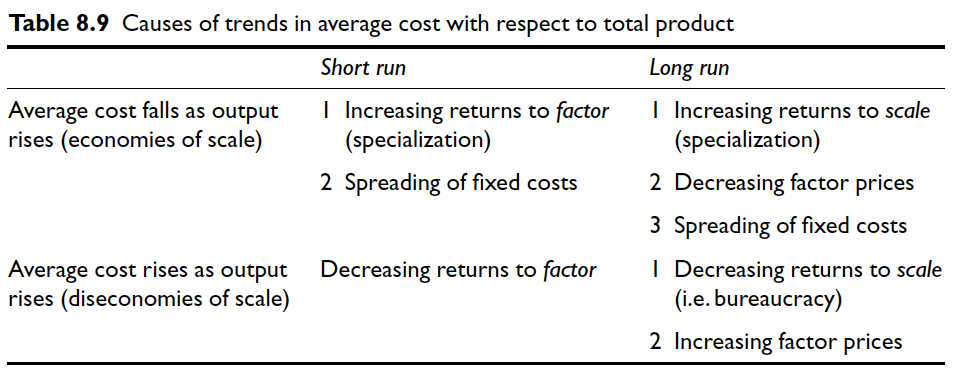 Table 8.9 Causes of trends in average cost with respect to total product
Short run Long run
Average cost falls as output 1 Increasing returns to factor 1 Increasing returns to scale
rises (economies of scale) (specialization) (specialization)
2 Spreading of fixed costs 2 Decreasing factor prices
3 Spreading of fixed costs
Average cost rises as output Decreasing returns to factor 1 Decreasing returns to scale
rises (diseconomies of scale) (i.e. bureaucracy)
2 Increasing factor prices